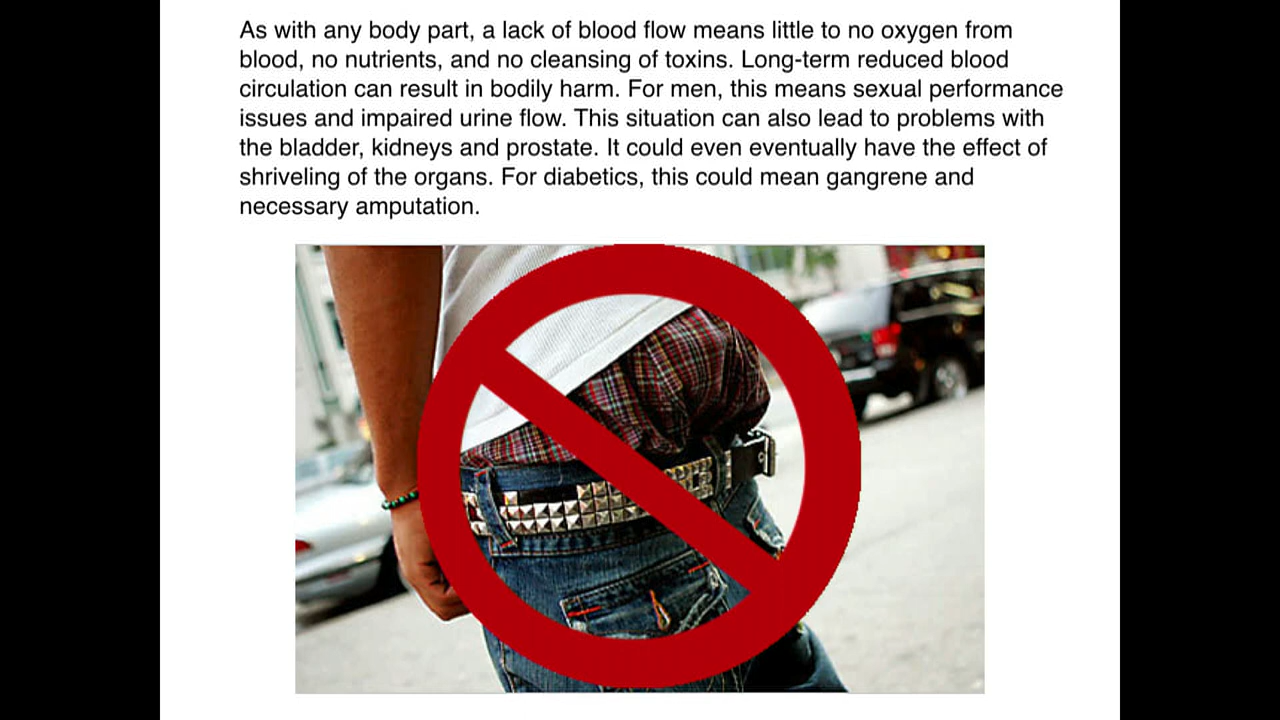 As with any body part, a lack of blood flow means little to no oxygen from
blood, no nutrients, and no cleansing of toxins. Long-term reduced blood
circulation can result in bodily harm. For men, this means sexual performance
issues and impaired urine flow. This situation can also lead to problems with
the bladder, kidneys and prostate. It could even eventually have the effect of
shriveling of the organs. For diabetics, this could mean gangrene and
necessary amputation.